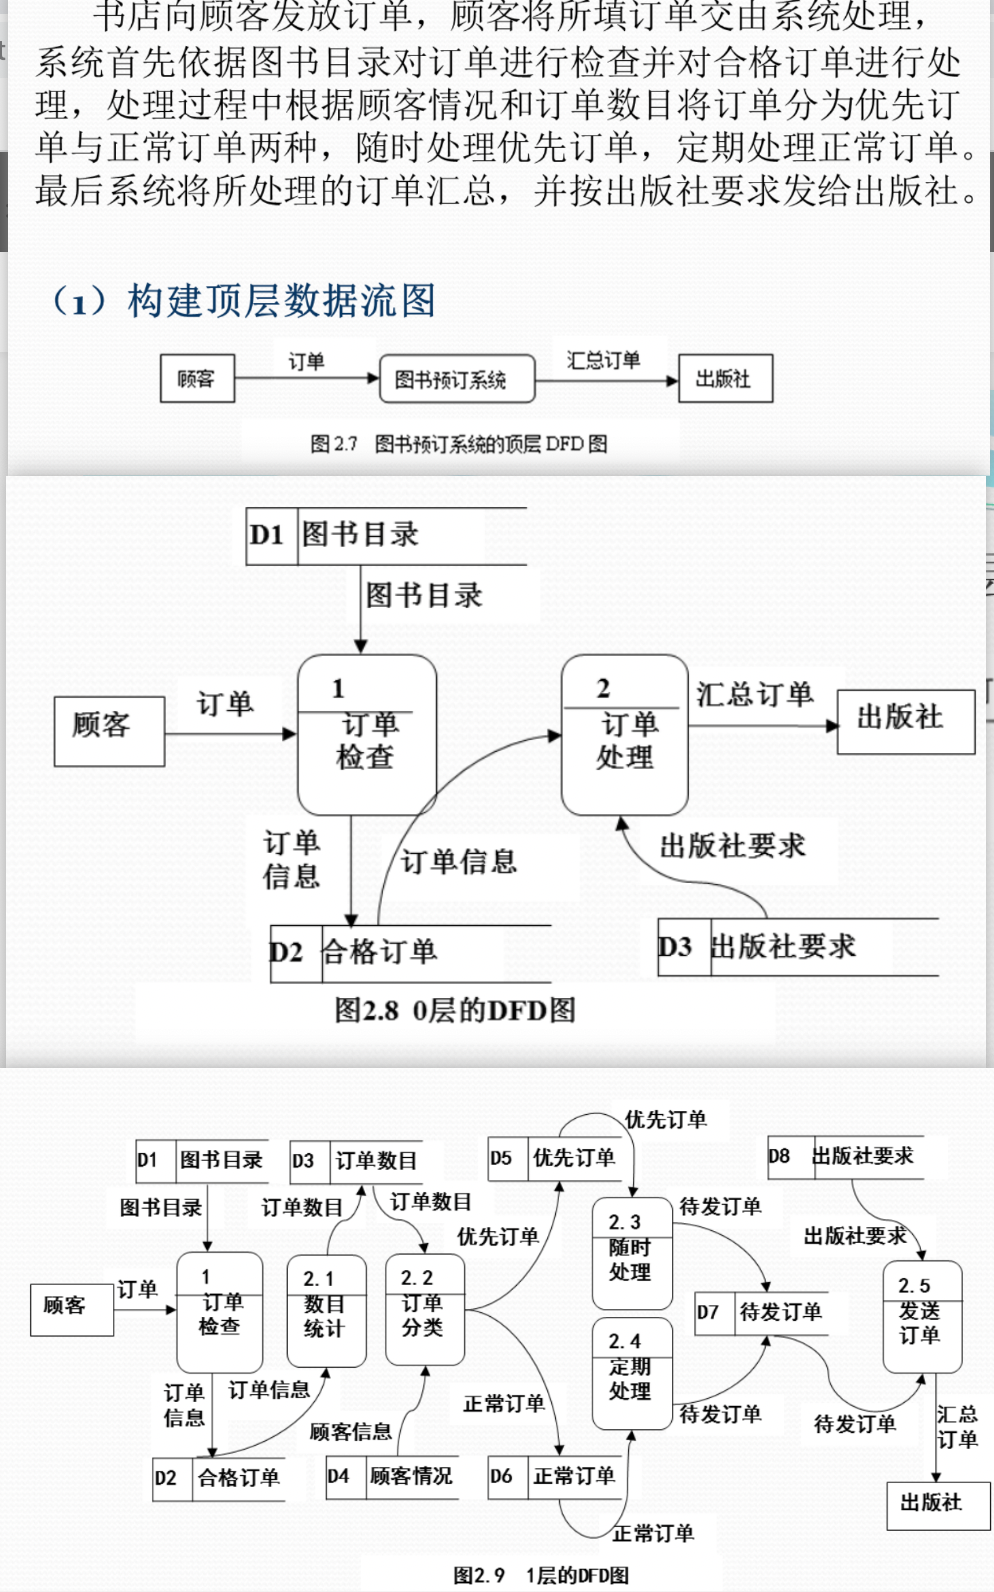 书店向顾客发放订单，顾客将所填订单交由系统处理，
系统首先依据图书目录对订单进行检查并对合格订单进行处
理，处理过程中根据顾客情况和订单数目将订单分为优先订
单与正常订单两种，随时处理优先订单，定期处理正常订单。
最后系统将所处理的订单汇总，并按出版社要求发给出版社。
（1）构建顶层数据流图
顾客
订单
图书预订系统
汇总订单
出版社
图 2.7 图书预订系统的顶层 DFD 图
D1 图书目录
图书目录
顾客
订单
1
订单
检查
2
订单
处理
汇总订单
出版社
订单
信息
订单信息
出版社要求
D2 合格订单
D3 出版社要求
图2.8 0层的DFD图
优先订单
D1 图书目录
D3 订单数目
D5 优先订单
D8 出版社要求
图书目录
订单数目
订单数目
优先订单
待发订单
出版社要求
顾客
订单
1
订单
检查
2.1
数目
统计
2.2
订单
分类
2.3
随时
处理
D7 待发订单
2.4
定期
处理
2.5
发送
订单
订单
信息
订单信息
顾客信息
正常订单
待发订单
待发订单
汇总
订单
D2 合格订单
D4 顾客情况
D6 正常订单
出版社
正常订单
图2.9 1层的DFD图